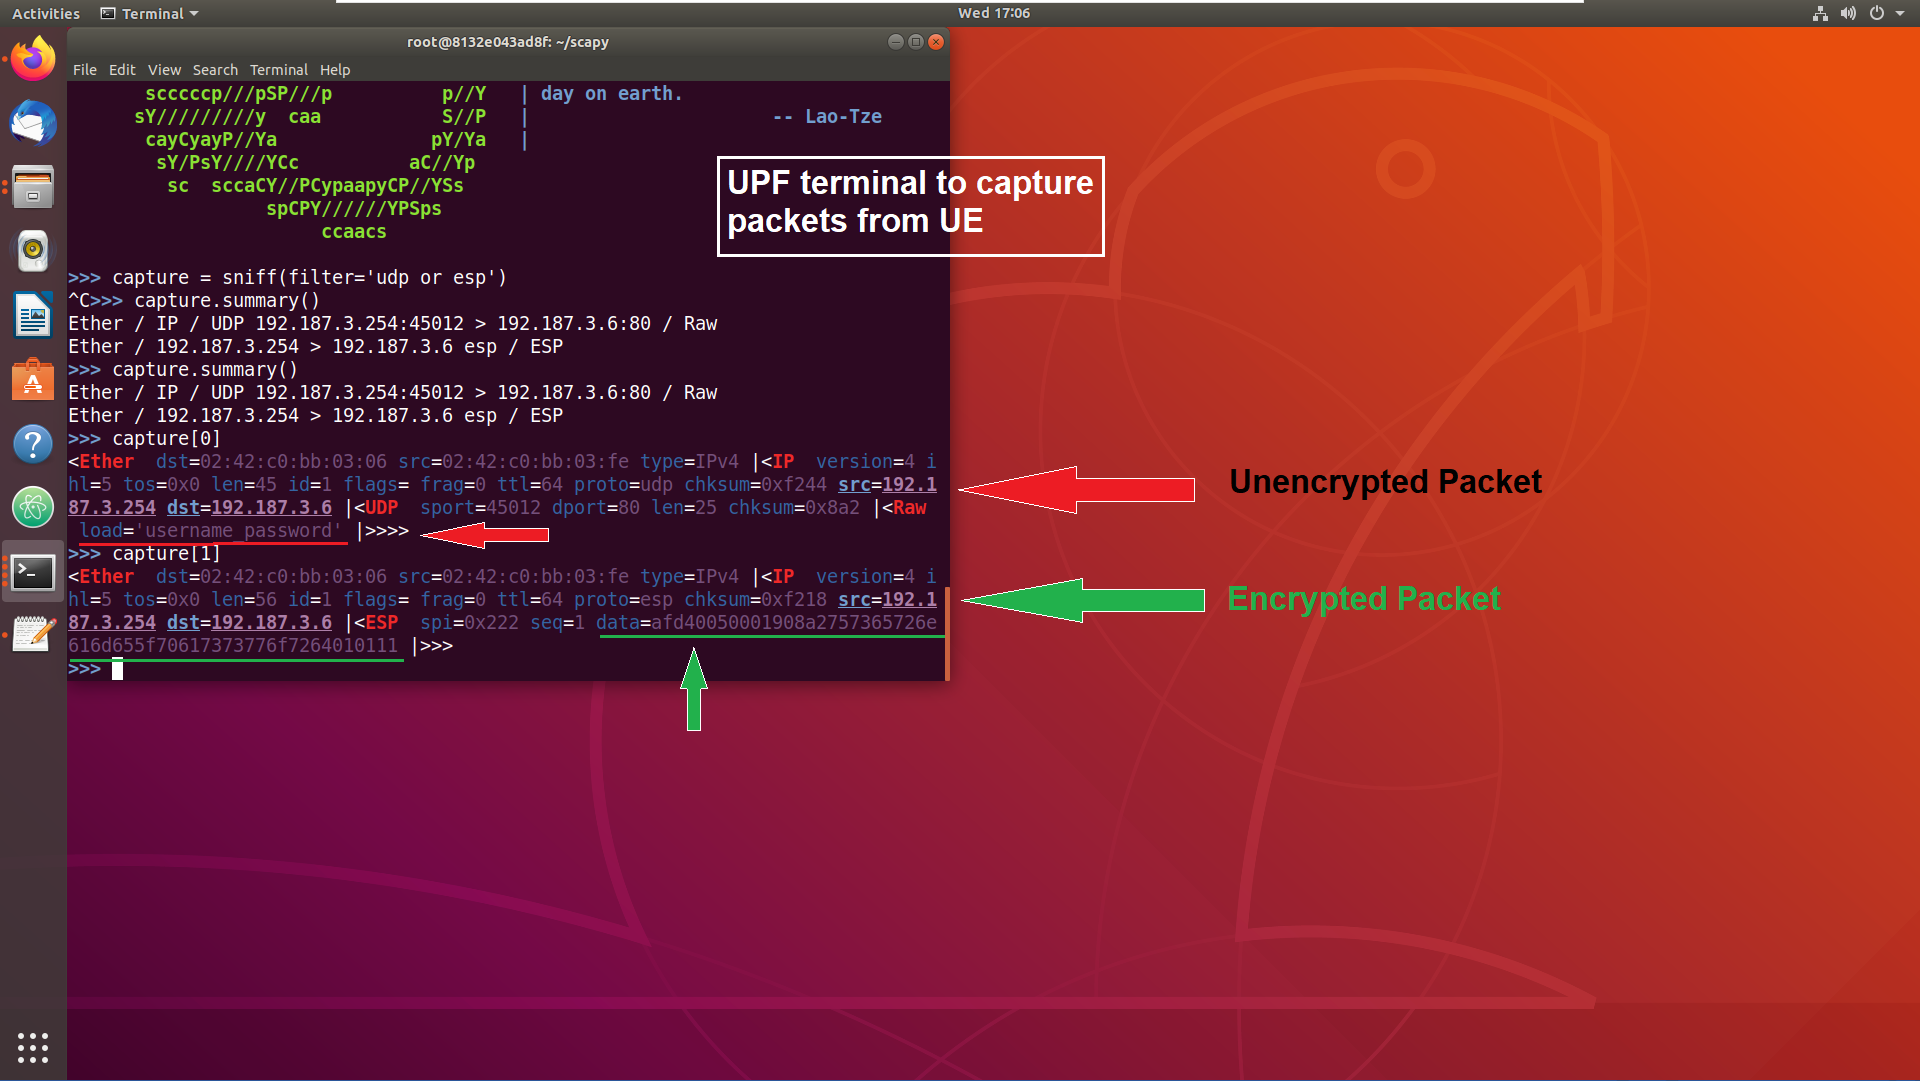 Activities Terminal Wed 17:06
root@8132e043ad8f: ~/scapy
File Edit View Search Terminal Help
sccccCp///pSP///p p//Y | day on earth.
sY/////////y caa S//P | -- Lao-Tze
cayCyayP//Ya pY/Ya |
sY/PsY////YCc aC//Yp
sc sccaCY//PCypaapyCP//YSs
spCPY//////YPSps
ccaacs
UPF terminal to capture
packets from UE
>>> capture = sniff(filter='udp or esp')
^C>>> capture.summary()
Ether / IP / UDP 192.187.3.254:45012 > 192.187.3.6:80 / Raw
Ether / 192.187.3.254 > 192.187.3.6 esp / ESP
>>> capture.summary()
Ether / IP / UDP 192.187.3.254:45012 > 192.187.3.6:80 / Raw
Ether / 192.187.3.254 > 192.187.3.6 esp / ESP
>>> capture[0]
<Ether dst=02:42:c0:bb:03:06 src=02:42:c0:bb:03:fe type=IPv4 |<IP version=4 i
hl=5 tos=0x0 len=45 id=1 flags= frag=0 ttl=64 proto=udp chksum=0xf244 src=192.1
87.3.254 dst=192.187.3.6 |<UDP sport=45012 dport=80 len=25 chksum=0x8a2 |<Raw
load='username_password' |>>>>
Unencrypted Packet
>>> capture[1]
<Ether dst=02:42:c0:bb:03:06 src=02:42:c0:bb:03:fe type=IPv4 |<IP version=4 i
hl=5 tos=0x0 len=56 id=1 flags= frag=0 ttl=64 proto=esp chksum=0xf218 src=192.1
87.3.254 dst=192.187.3.6 |<ESP spi=0x222 seq=1 data=afd40050001908a2757365726e
616d655f70617373776f7264010111 |>>>
Encrypted Packet
>>>